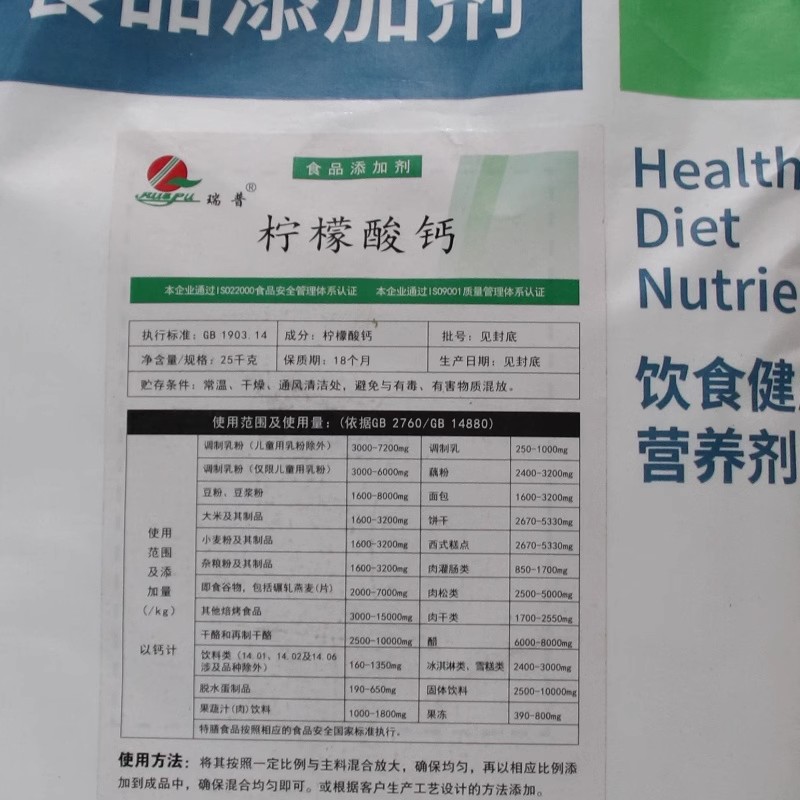 食品添加剂
Health
Diet
Nutrie
饮食健
营养剂
RUEPU 瑞普®
食品添加剂
柠檬酸钙
本企业通过ISO22000食品安全管理体系认证 本企业通过ISO9001质量管理体系认证
执行标准：GB 1903.14 成分：柠檬酸钙 批号：见封底
净含量/规格：25千克 保质期：18个月 生产日期：见封底
贮存条件：常温、干燥、通风清洁处，避免与有毒、有害物质混放。
使用范围及使用量：(依据GB 2760/GB 14880)
使用
范围
及添
加量
(/kg)
以钙计
调制乳粉（儿童用乳粉除外） 3000-7200mg 调制乳 250-1000mg
调制乳粉（仅限儿童用乳粉） 3000-6000mg 藕粉 2400-3200mg
豆粉、豆浆粉 1600-8000mg 面包 1600-3200mg
大米及其制品 1600-3200mg 饼干 2670-5330mg
小麦粉及其制品 1600-3200mg 西式糕点 2670-5330mg
杂粮粉及其制品 1600-3200mg 肉灌肠类 850-1700mg
即食谷物，包括碾轧燕麦(片) 2000-7000mg 肉松类 2500-5000mg
其他焙烤食品 3000-15000mg 肉干类 1700-2550mg
干酪和再制干酪 2500-10000mg 醋 6000-8000mg
饮料类（14.01、14.02及14.06
涉及品种除外） 160-1350mg 冰淇淋类、雪糕类 2400-3000mg
脱水蛋制品 190-650mg 固体饮料 2500-10000mg
果蔬汁(肉)饮料 1000-1800mg 果冻 390-800mg
特膳食品按照相应的食品安全国家标准执行。
使用方法：将其按照一定比例与主料混合放大，确保均匀，再以相应比例添
加到成品中，确保混合均匀即可。或根据客户生产工艺设计的方法添加。